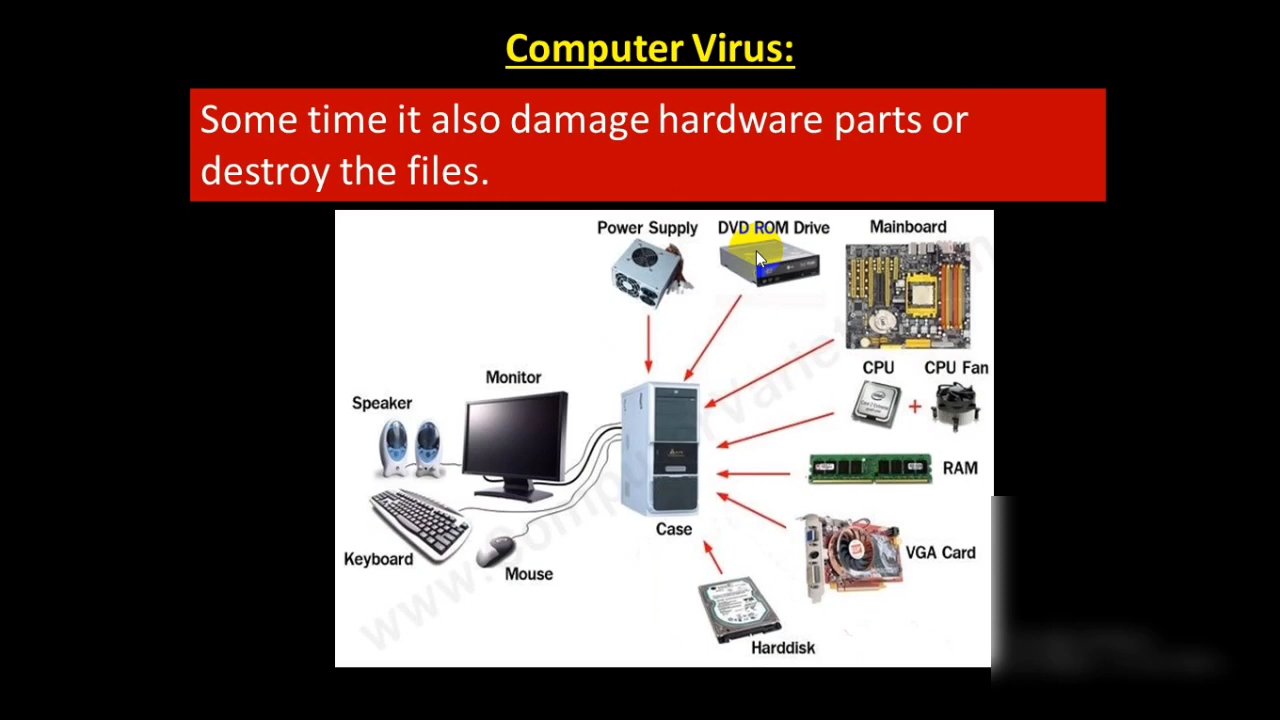 Computer Virus:
Some time it also damage hardware parts or
destroy the files.
Power Supply
DVD ROM Drive
Mainboard
CPU
CPU Fan
+
Monitor
Speaker
RAM
Case
Keyboard
Mouse
VGA Card
Harddisk